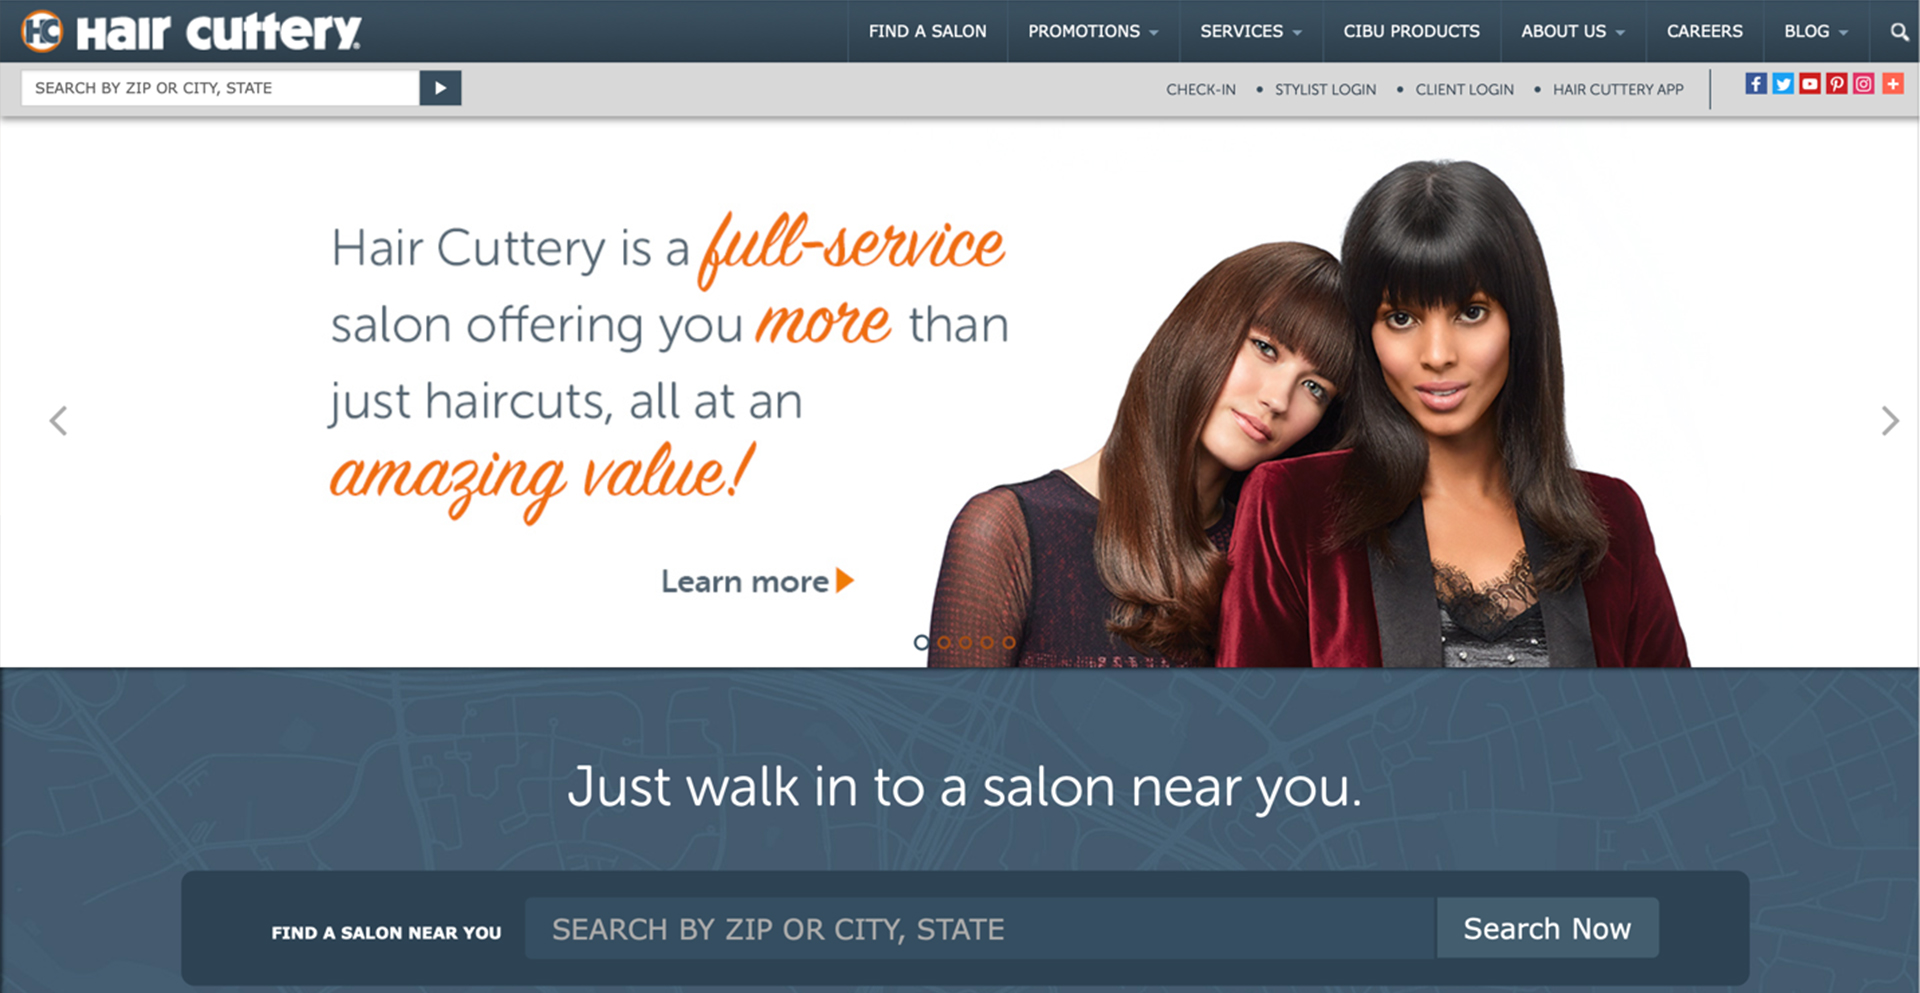 HC Hair Cuttery®
FIND A SALON
PROMOTIONS
SERVICES
CIBU PRODUCTS
ABOUT US
CAREERS
BLOG
SEARCH BY ZIP OR CITY, STATE
CHECK-IN • STYLIST LOGIN • CLIENT LOGIN • HAIR CUTTERY APP
Hair Cuttery is a full-service
salon offering you more than
just haircuts, all at an
amazing value!
Learn more
Just walk in to a salon near you.
FIND A SALON NEAR YOU
SEARCH BY ZIP OR CITY, STATE
Search Now